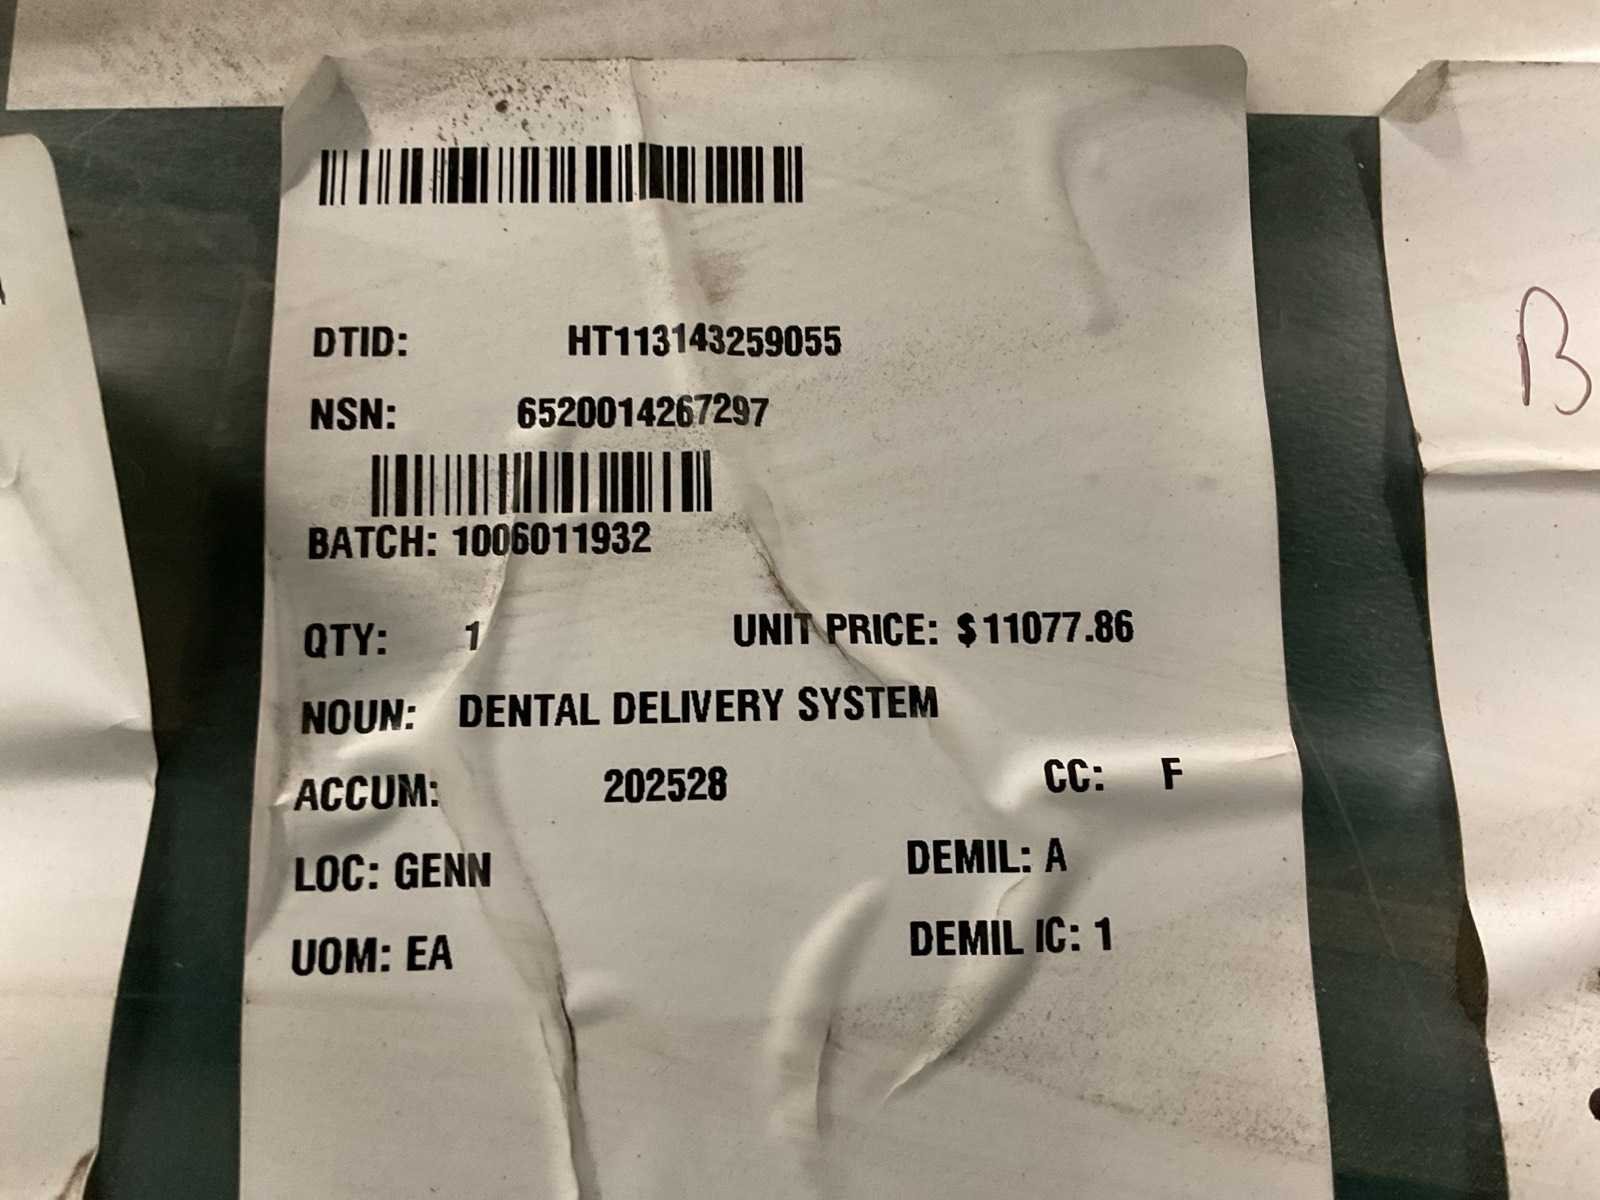 DTID: HT113143259055
NSN: 6520014267297
BATCH: 1006011932
QTY: 1 UNIT PRICE: $11077.86
NOUN: DENTAL DELIVERY SYSTEM
ACCUM: 202528 CC: F
LOC: GENN DEMIL: A
UOM: EA DEMIL IC: 1
B